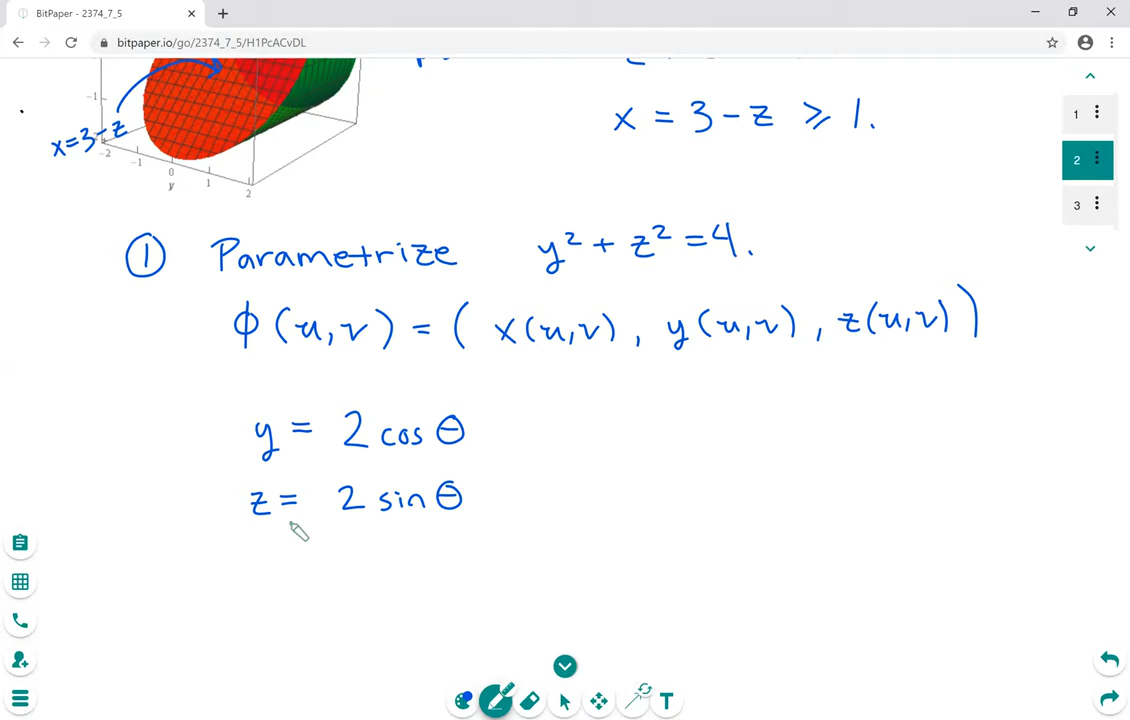 BitPaper - 2374_7_5
bitpaper.io/go/2374_7_5/H1PcACvDL
x = 3 - z ⩾ 1.
-1
x=3-z
-2
-1
0
1
2
y
① Parametrize y² + z² = 4.
ϕ(u,v) = ( x(u,v), y(u,v), z(u,v) )
y = 2 cos θ
z = 2 sin θ
1
2
3
T